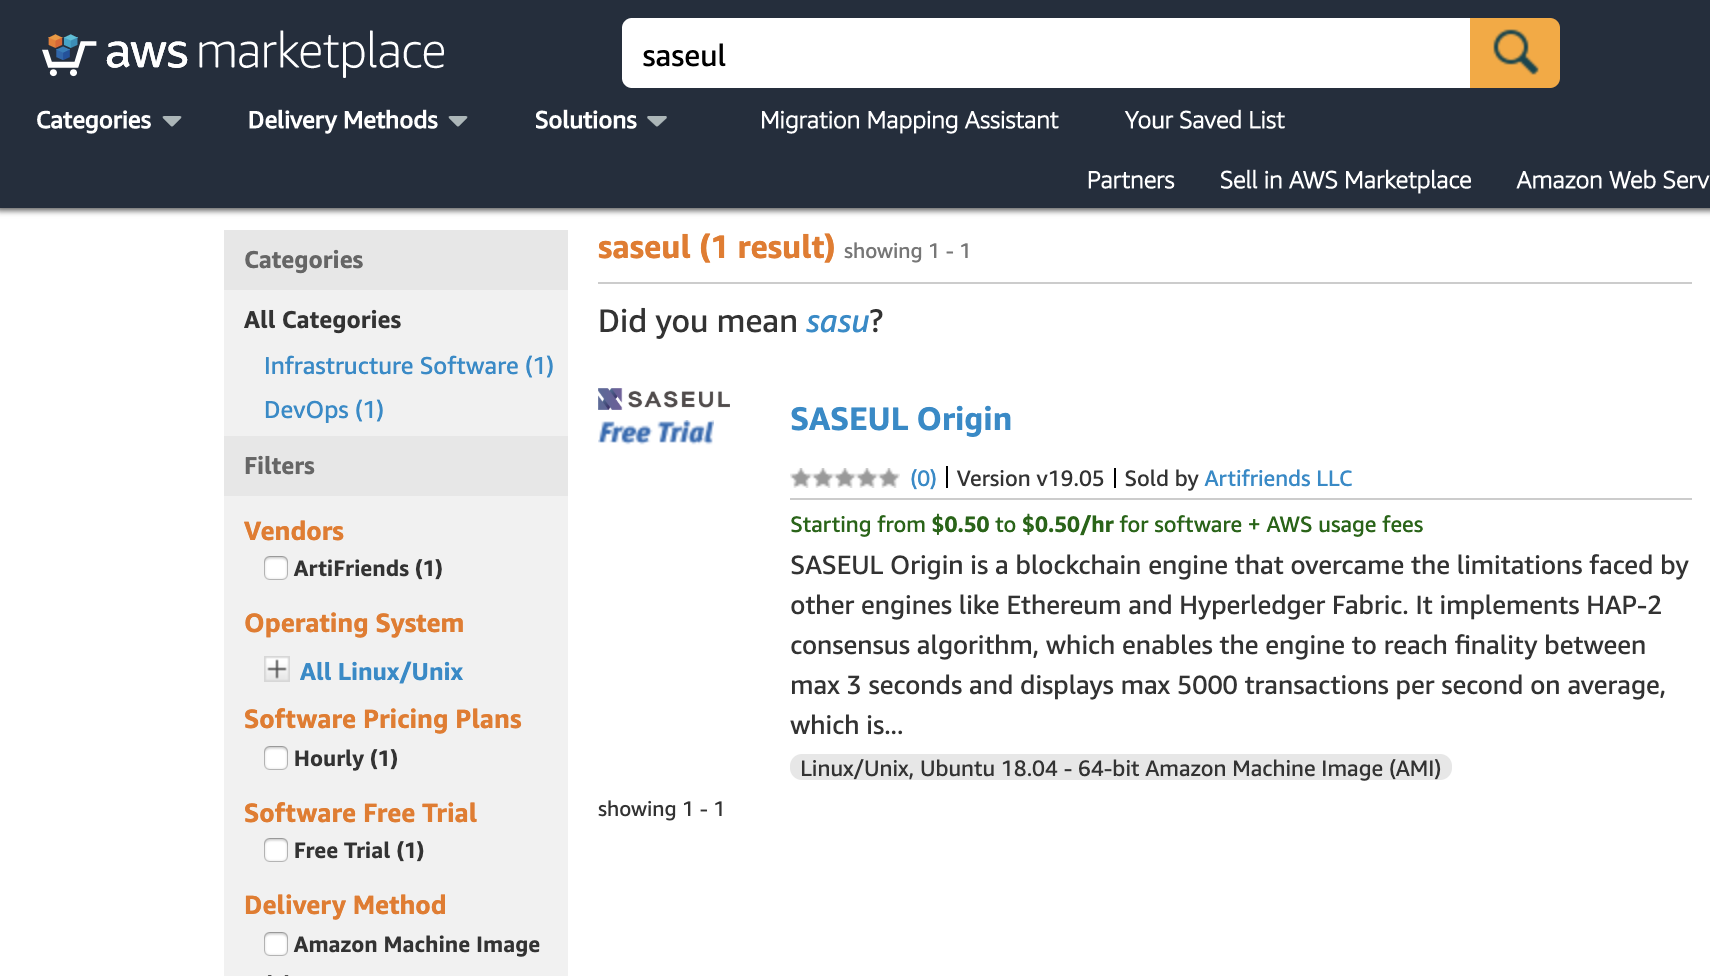 aws marketplace
saseul
Categories
Delivery Methods
Solutions
Migration Mapping Assistant
Your Saved List
Partners
Sell in AWS Marketplace
Amazon Web Serv
Categories
All Categories
Infrastructure Software (1)
DevOps (1)
Filters
Vendors
ArtiFriends (1)
Operating System
All Linux/Unix
Software Pricing Plans
Hourly (1)
Software Free Trial
Free Trial (1)
Delivery Method
Amazon Machine Image
saseul (1 result) showing 1 - 1
Did you mean sasu?
SASEUL
Free Trial
SASEUL Origin
(0) | Version v19.05 | Sold by Artifriends LLC
Starting from $0.50 to $0.50/hr for software + AWS usage fees
SASEUL Origin is a blockchain engine that overcame the limitations faced by
other engines like Ethereum and Hyperledger Fabric. It implements HAP-2
consensus algorithm, which enables the engine to reach finality between
max 3 seconds and displays max 5000 transactions per second on average,
which is...
Linux/Unix, Ubuntu 18.04 - 64-bit Amazon Machine Image (AMI)
showing 1 - 1